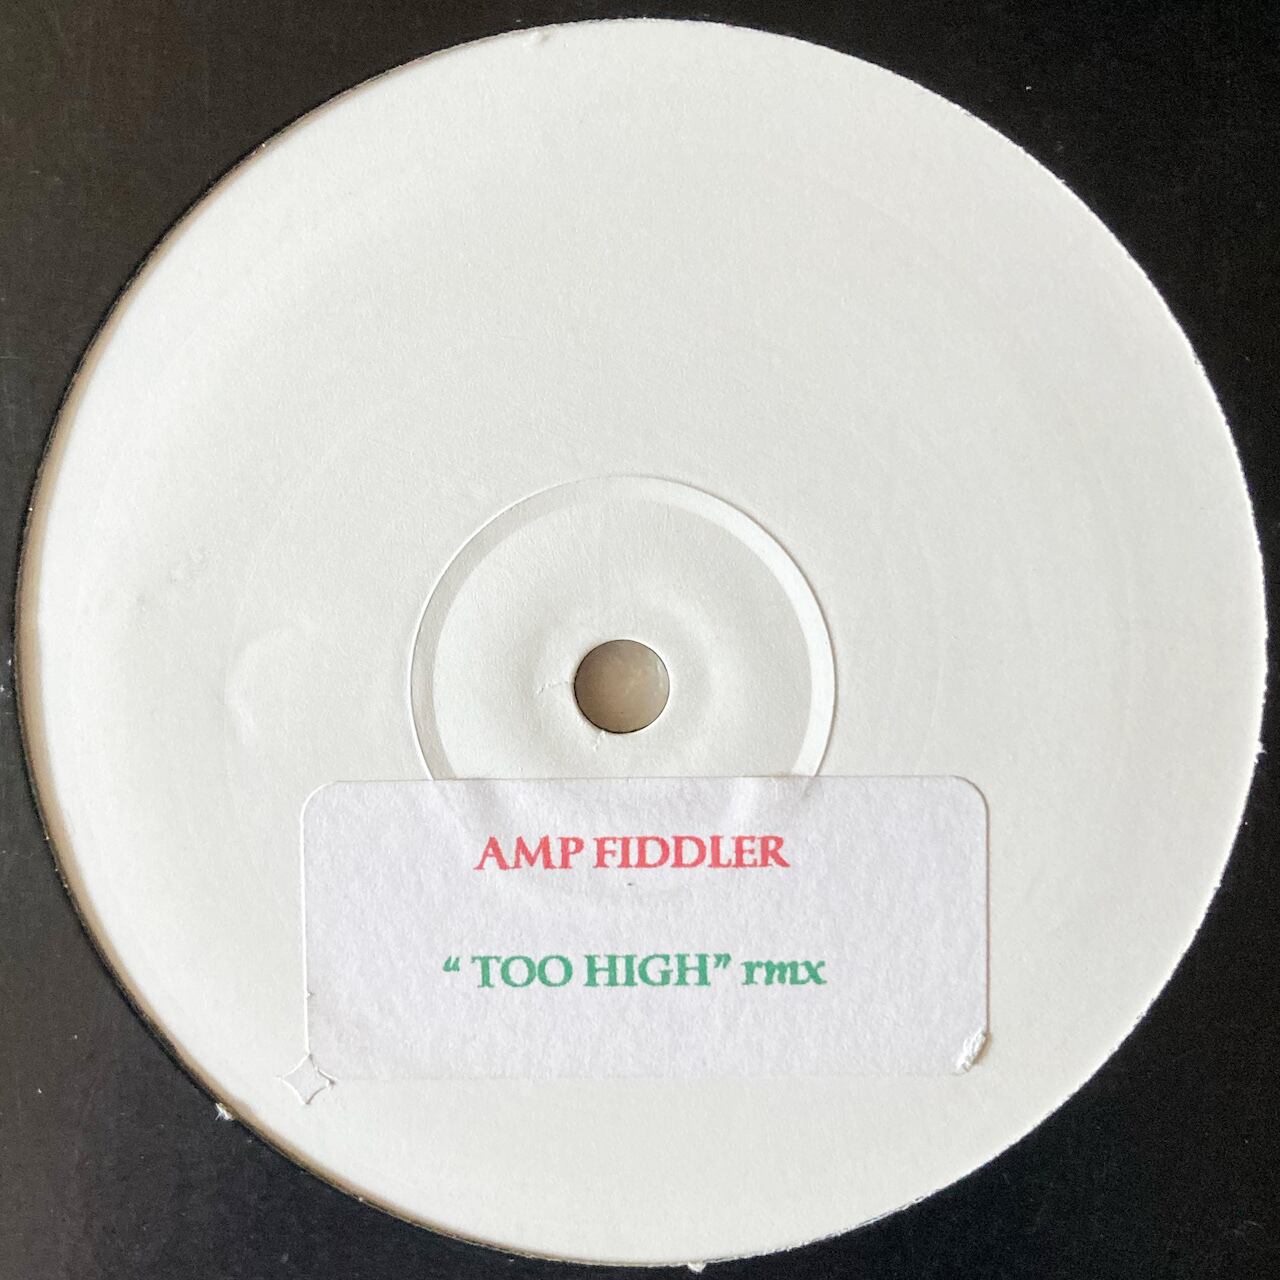 AMP FIDDLER
“ TOO HIGH” rmx